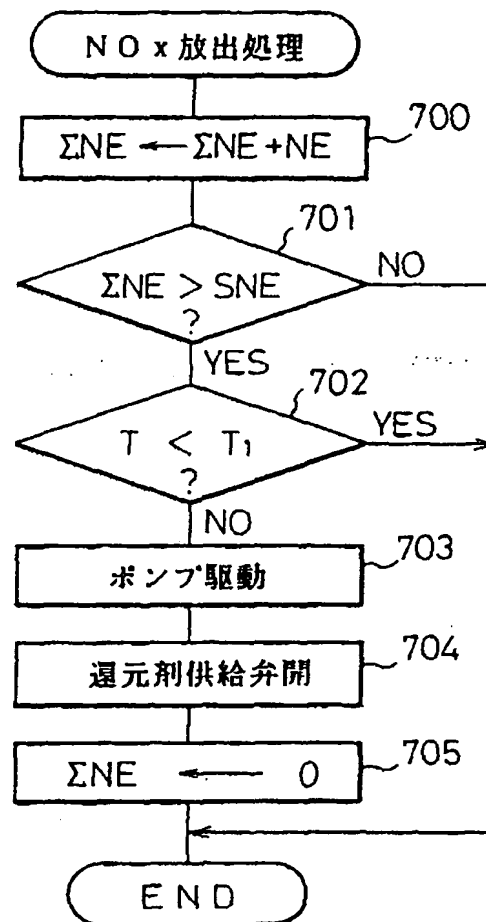 NOx放出処理
ΣNE ← ΣNE+NE
700
701
ΣNE > SNE
?
NO
YES
702
T < T1
?
YES
NO
703
ポンプ駆動
704
還元剤供給弁開
705
ΣNE ← 0
END